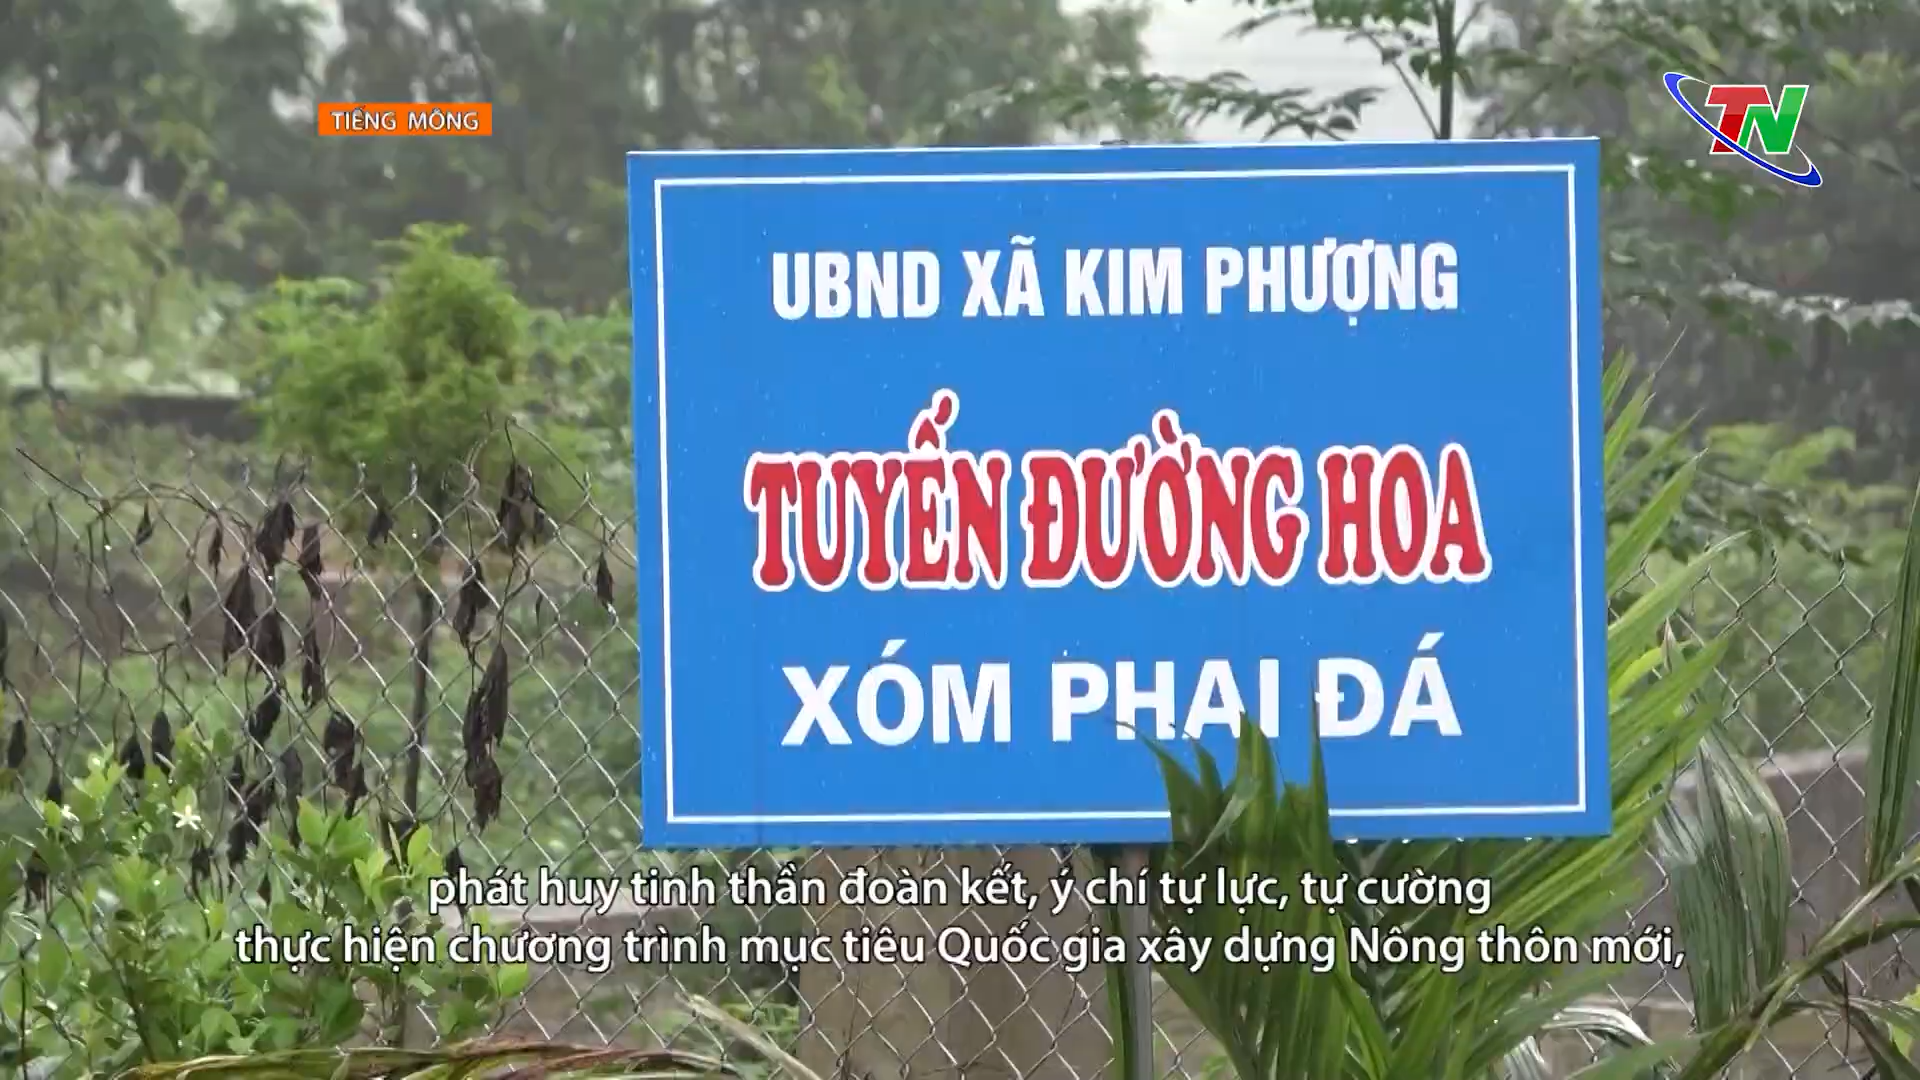 TIẾNG MÔNG
TN
UBND XÃ KIM PHƯỢNG
TUYẾN ĐƯỜNG HOA
XÓM PHAI ĐÁ
phát huy tinh thần đoàn kết, ý chí tự lực, tự cường
thực hiện chương trình mục tiêu Quốc gia xây dựng Nông thôn mới,